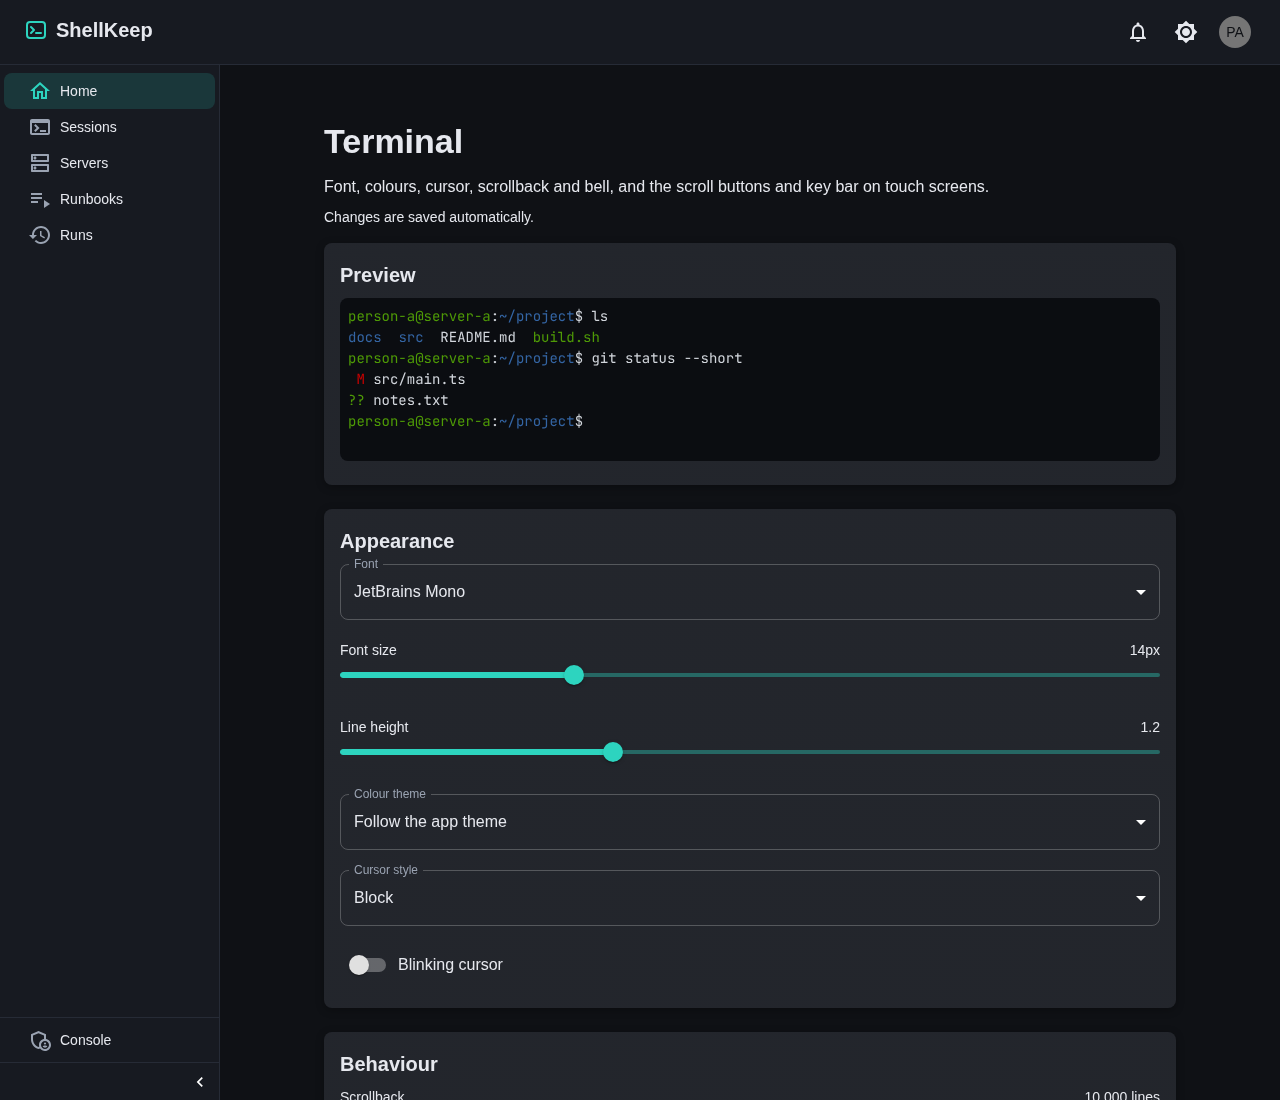 ShellKeep
PA
Home
Sessions
Servers
Runbooks
Runs
Console
Terminal
Font, colours, cursor, scrollback and bell, and the scroll buttons and key bar on touch screens.
Changes are saved automatically.
Preview
person-a@server-a:~/project$ ls
docs  src  README.md  build.sh
person-a@server-a:~/project$ git status --short
 M src/main.ts
?? notes.txt
person-a@server-a:~/project$
Appearance
Font
JetBrains Mono
Font size 14px
Line height 1.2
Colour theme
Follow the app theme
Cursor style
Block
Blinking cursor
Behaviour
Scrollback 10,000 lines